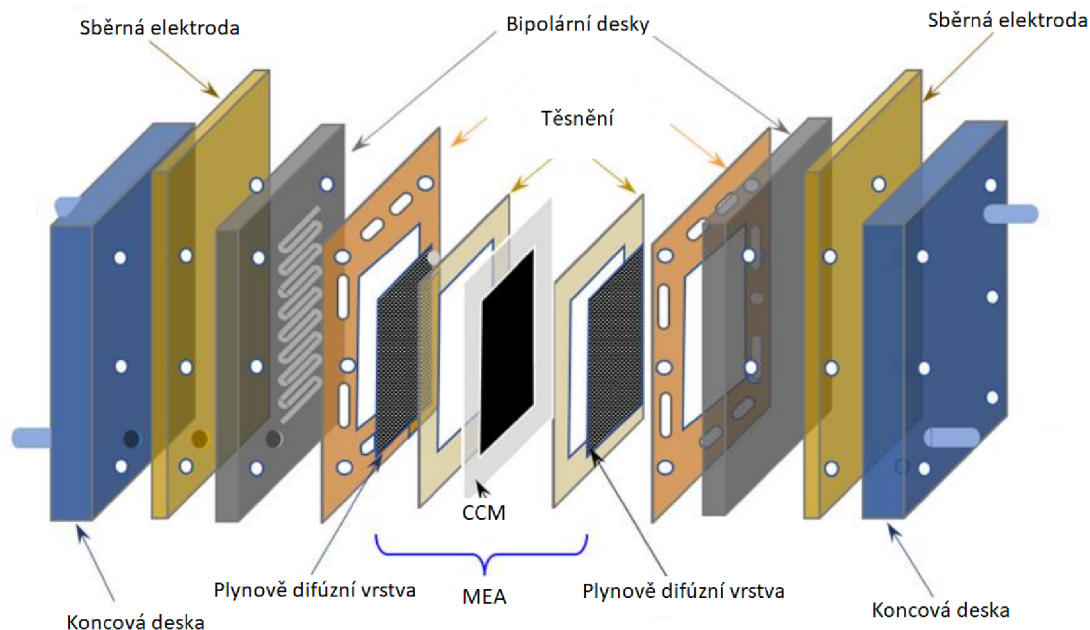 Sběrná elektroda
Bipolární desky
Sběrná elektroda
Těsnění
CCM
Plynově difúzní vrstva
MEA
Plynově difúzní vrstva
Koncová deska
Koncová deska